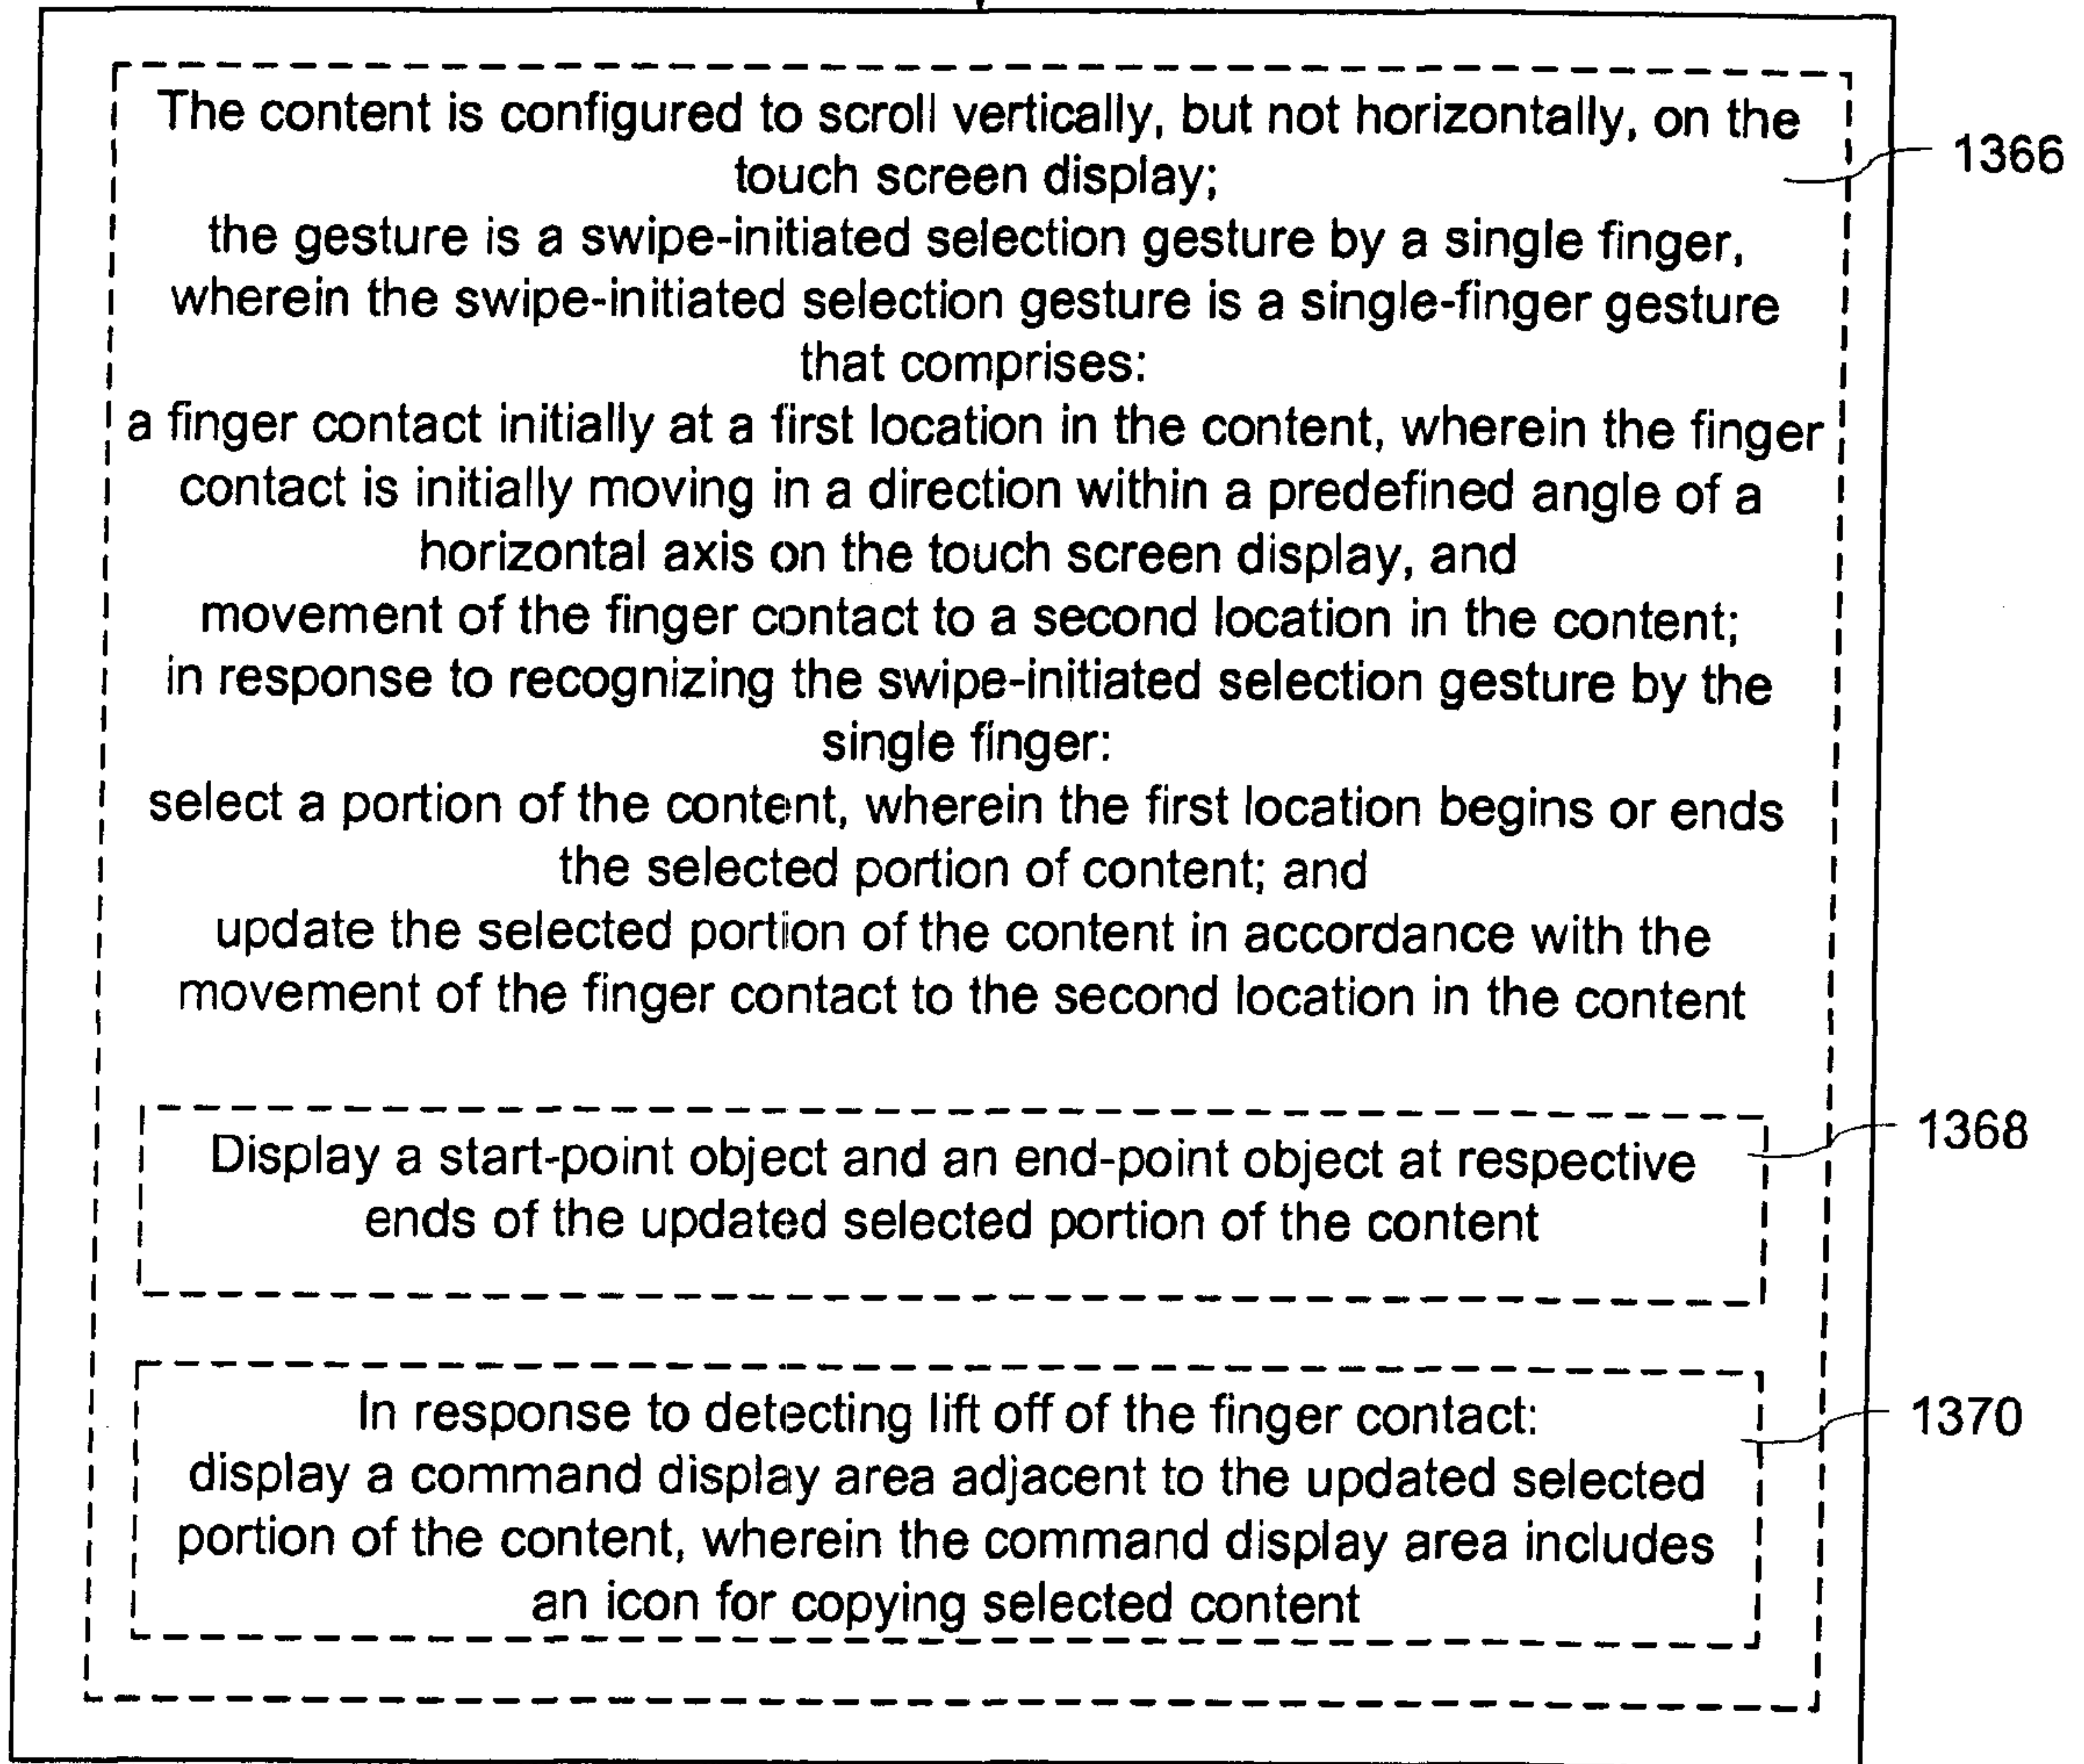 The content is configured to scroll vertically, but not horizontally, on the
touch screen display;
the gesture is a swipe-initiated selection gesture by a single finger,
wherein the swipe-initiated selection gesture is a single-finger gesture
that comprises:
a finger contact initially at a first location in the content, wherein the finger
contact is initially moving in a direction within a predefined angle of a
horizontal axis on the touch screen display, and
movement of the finger contact to a second location in the content;
in response to recognizing the swipe-initiated selection gesture by the
single finger:
select a portion of the content, wherein the first location begins or ends
the selected portion of content; and
update the selected portion of the content in accordance with the
movement of the finger contact to the second location in the content
1366
Display a start-point object and an end-point object at respective
ends of the updated selected portion of the content
1368
In response to detecting lift off of the finger contact:
display a command display area adjacent to the updated selected
portion of the content, wherein the command display area includes
an icon for copying selected content
1370